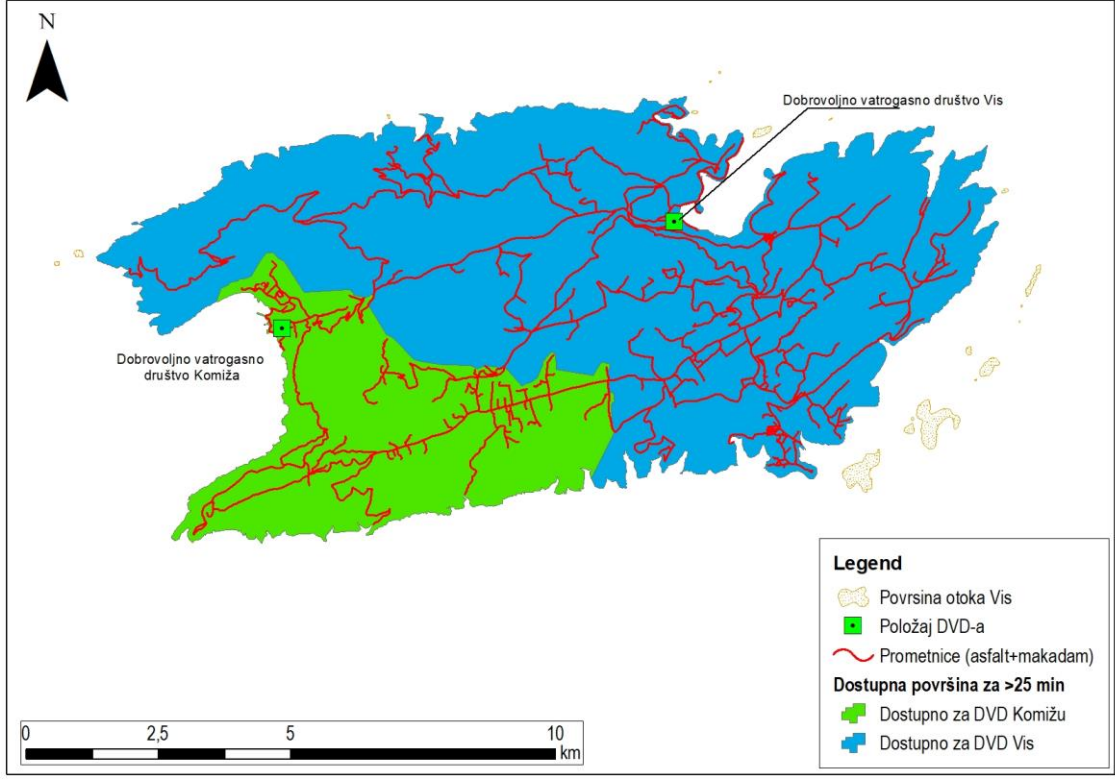 N
Dobrovoljno vatrogasno društvo Vis
Dobrovoljno vatrogasno
društvo Komiža
Legend
Povrsina otoka Vis
Položaj DVD-a
Prometnice (asfalt+makadam)
Dostupna površina za >25 min
Dostupno za DVD Komižu
Dostupno za DVD Vis
0 2,5 5 10
km